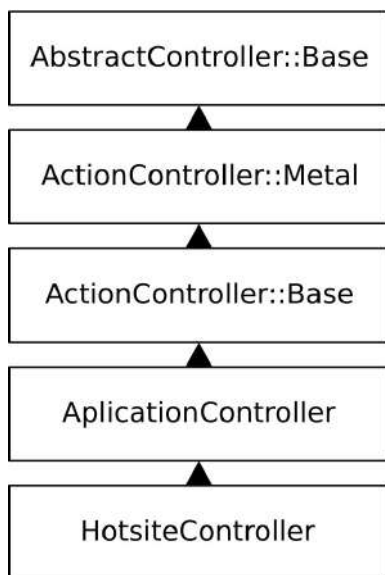 AbstractController::Base
ActionController::Metal
ActionController::Base
AplicationController
HotsiteController